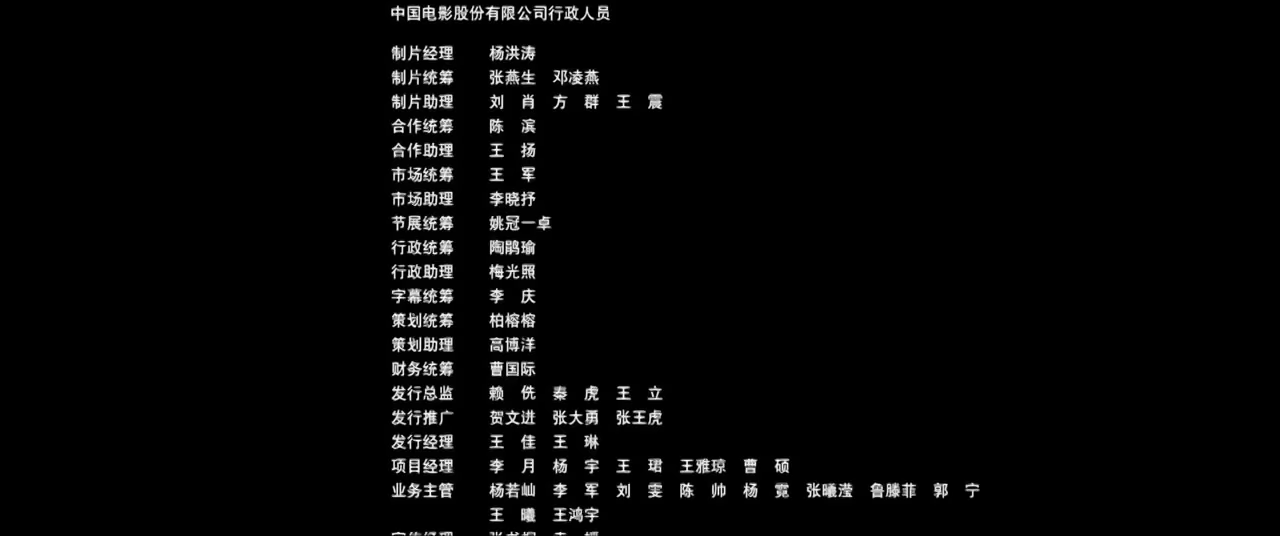 中国电影股份有限公司行政人员
制片经理 杨洪涛
制片统筹 张燕生 邓凌燕
制片助理 刘 肖 方 群 王 震
合作统筹 陈 滨
合作助理 王 扬
市场统筹 王 军
市场助理 李晓抒
节展统筹 姚冠一卓
行政统筹 陶鹃瑜
行政助理 梅光照
字幕统筹 李 庆
策划统筹 柏榕榕
策划助理 高博洋
财务统筹 曹国际
发行总监 赖 侁 秦 虎 王 立
发行推广 贺文进 张大勇 张王虎
发行经理 王 佳 王 琳
项目经理 李 月 杨 宇 王 珺 王雅琼 曹 硕
业务主管 杨若屾 李 军 刘 雯 陈 帅 杨 霓 张曦滢 鲁滕菲 郭 宁
王 曦 王鸿宇